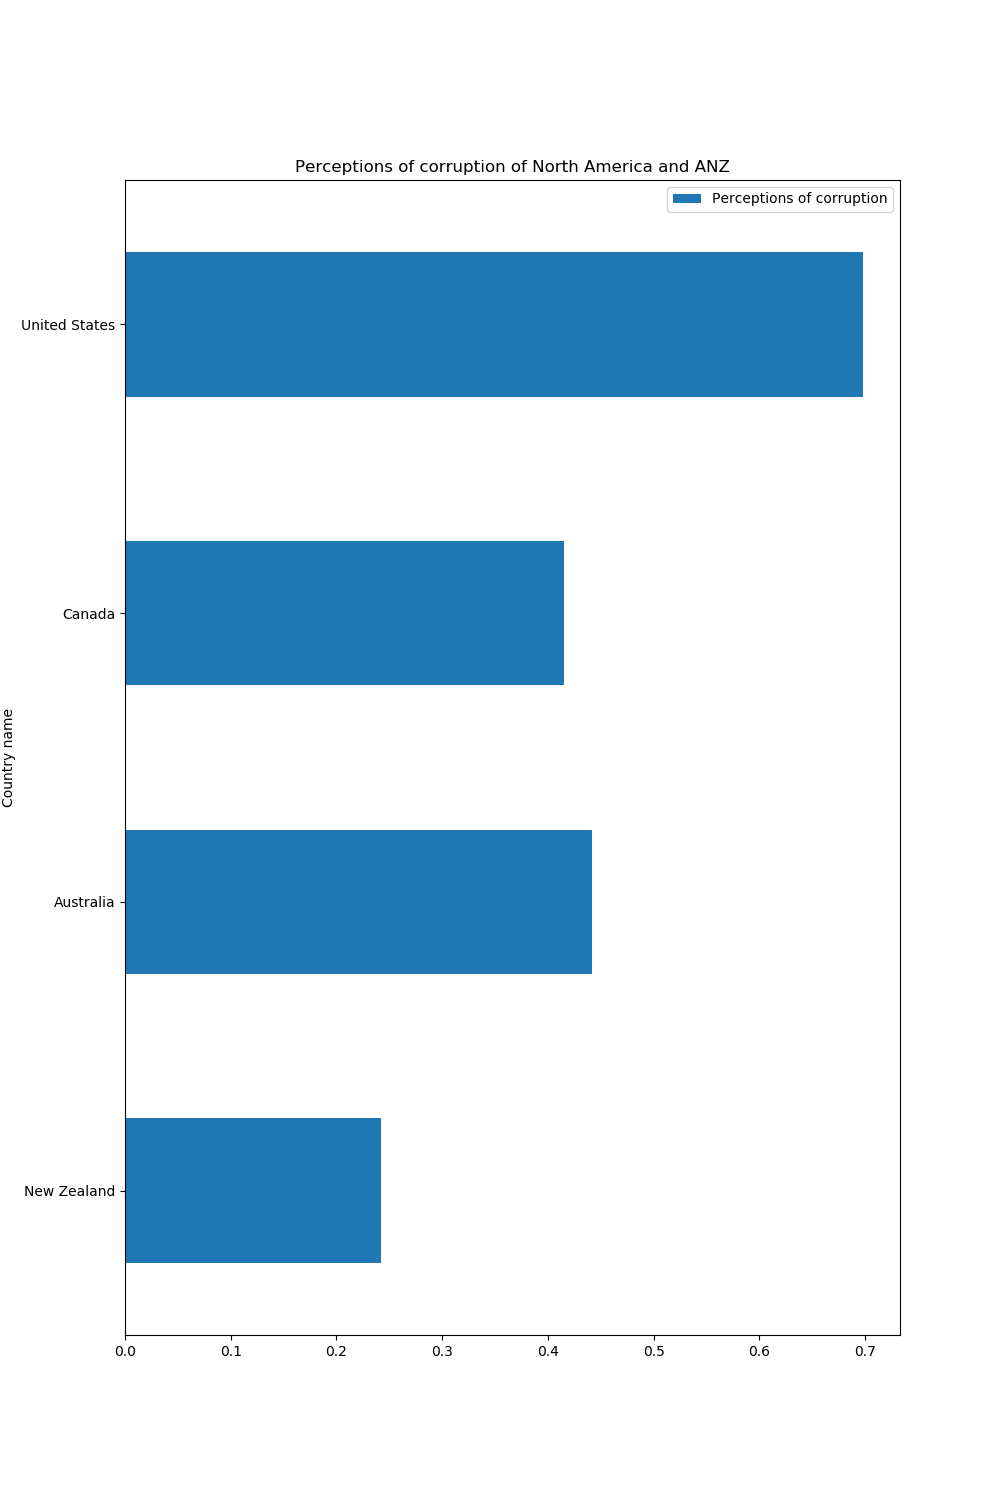 Perceptions of corruption of North America and ANZ
Perceptions of corruption
United States
Canada
Australia
New Zealand
Country name
0.0 0.1 0.2 0.3 0.4 0.5 0.6 0.7